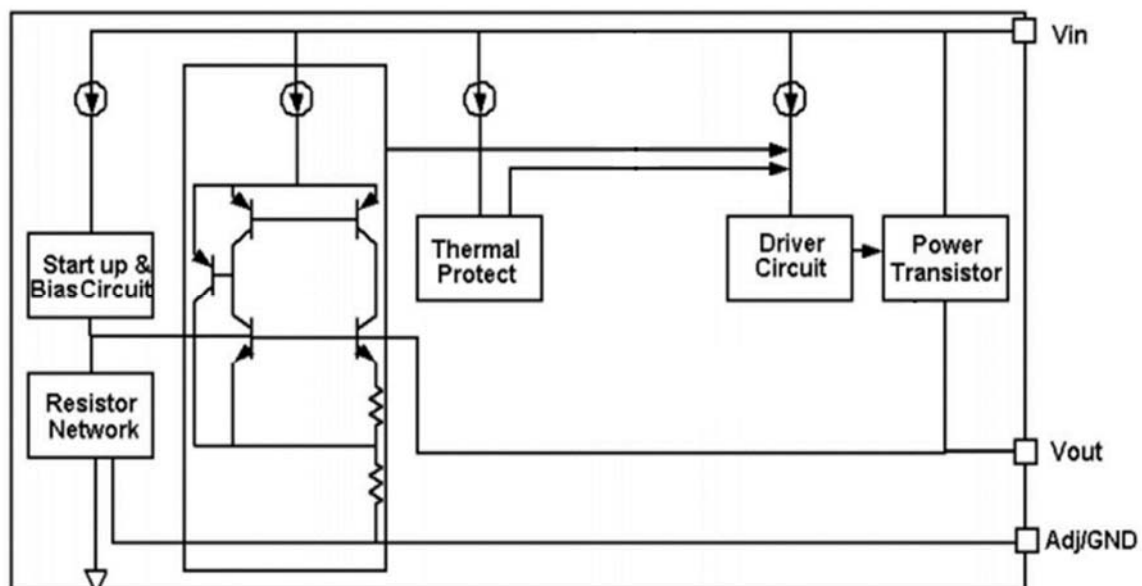 Vin
Start up &
Bias Circuit
Thermal
Protect
Driver
Circuit
Power
Transistor
Resistor
Network
Vout
Adj/GND